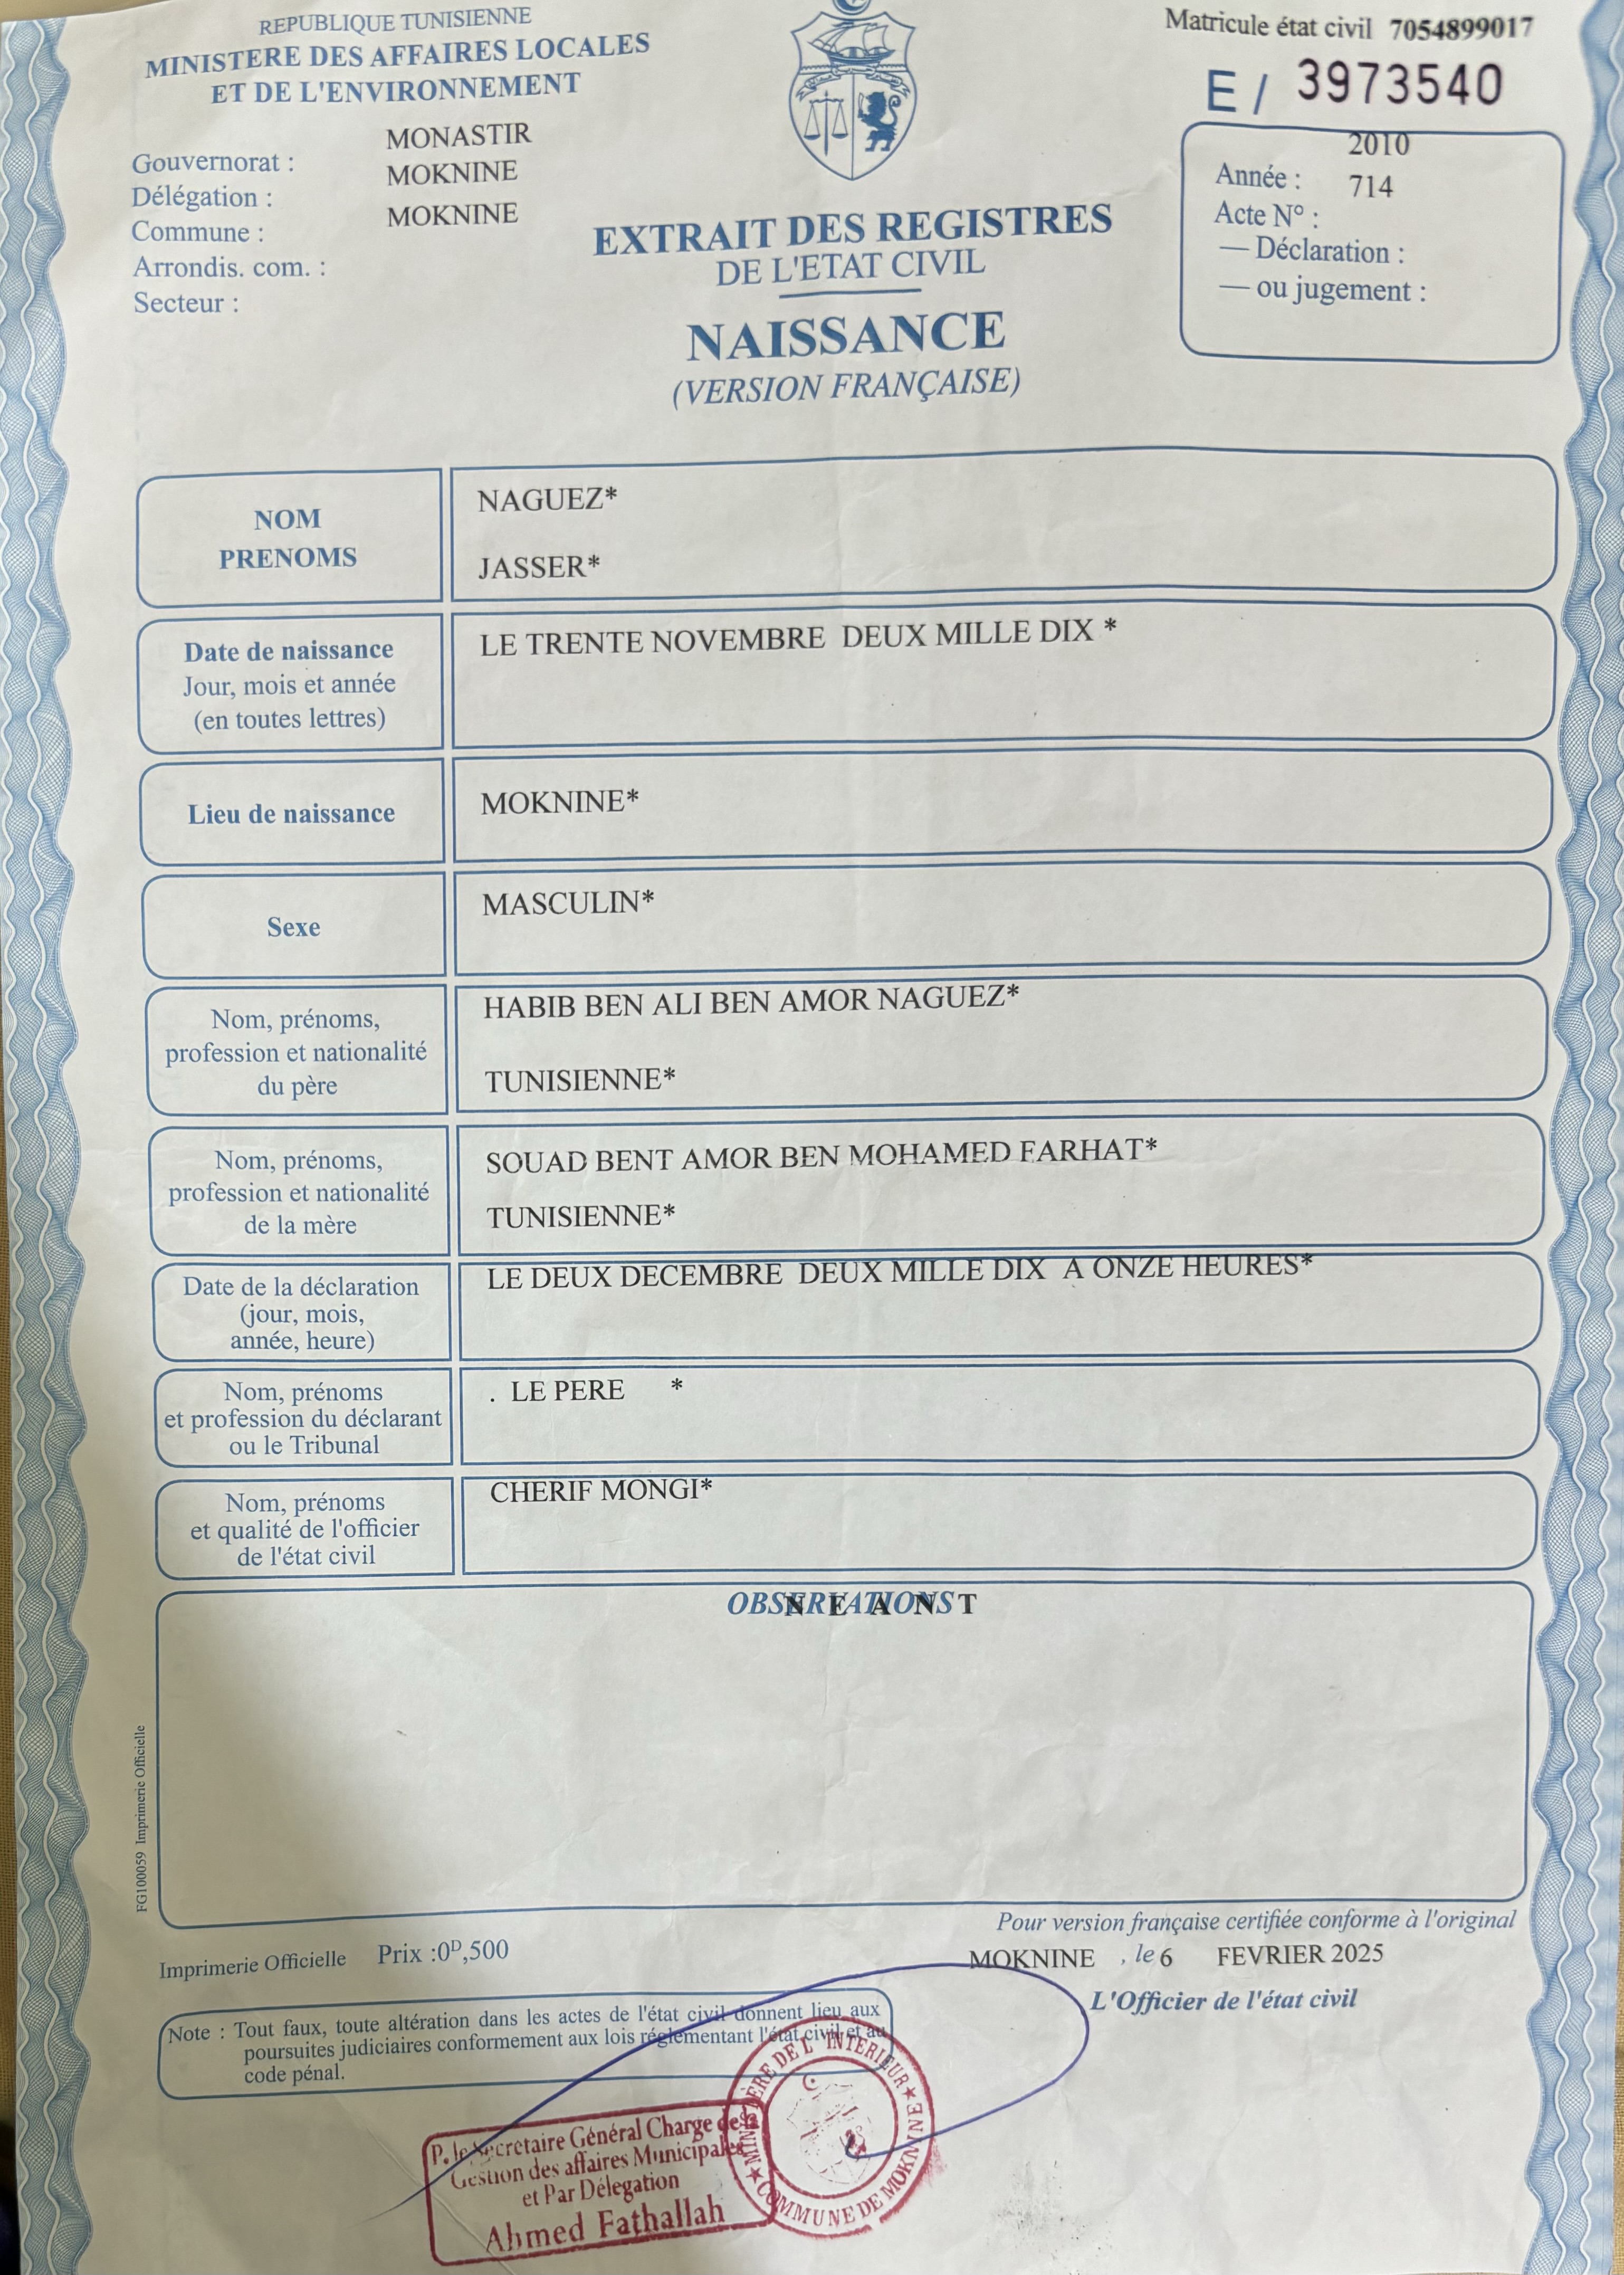 REPUBLIQUE TUNISIENNE
MINISTERE DES AFFAIRES LOCALES
ET DE L'ENVIRONNEMENT
Matricule état civil 7054899017
E / 3973540
MONASTIR
Gouvernorat :
MOKNINE
Délégation :
MOKNINE
Commune :
Arrondis. com. :
Secteur :
2010
Année :
714
Acte N° :
— Déclaration :
— ou jugement :
EXTRAIT DES REGISTRES
DE L'ETAT CIVIL
NAISSANCE
(VERSION FRANÇAISE)
NOM
PRENOMS
NAGUEZ*
JASSER*
Date de naissance
Jour, mois et année
(en toutes lettres)
LE TRENTE NOVEMBRE DEUX MILLE DIX *
Lieu de naissance
MOKNINE*
Sexe
MASCULIN*
Nom, prénoms,
profession et nationalité
du père
HABIB BEN ALI BEN AMOR NAGUEZ*
TUNISIENNE*
Nom, prénoms,
profession et nationalité
de la mère
SOUAD BENT AMOR BEN MOHAMED FARHAT*
TUNISIENNE*
Date de la déclaration
(jour, mois,
année, heure)
LE DEUX DECEMBRE DEUX MILLE DIX A ONZE HEURES*
Nom, prénoms
et profession du déclarant
ou le Tribunal
. LE PERE *
Nom, prénoms
et qualité de l'officier
de l'état civil
CHERIF MONGI*
OBSERVATIONS
N E A N T
FG100059 Imprimerie Officielle
Pour version française certifiée conforme à l'original
Imprimerie Officielle Prix :0D,500
MOKNINE , le 6 FEVRIER 2025
L'Officier de l'état civil
Note : Tout faux, toute altération dans les actes de l'état civil donnent lieu aux
poursuites judiciaires conformement aux lois réglementant l'état civil et au
code pénal.
P. le Secretaire Général Charge de la
Gestion des affaires Municipales
et Par Délegation
Ahmed Fathallah
★ MINISTÈRE DE L'INTERIEUR ★
COMMUNE DE MOKNINE